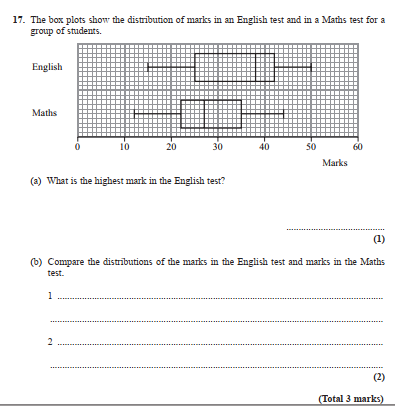 17. The box plots show the distribution of marks in an English test and in a Maths test for a
group of students.
English
Maths
0 10 20 30 40 50 60
Marks
(a) What is the highest mark in the English test?
(1)
(b) Compare the distributions of the marks in the English test and marks in the Maths
test.
1
2
(2)
(Total 3 marks)